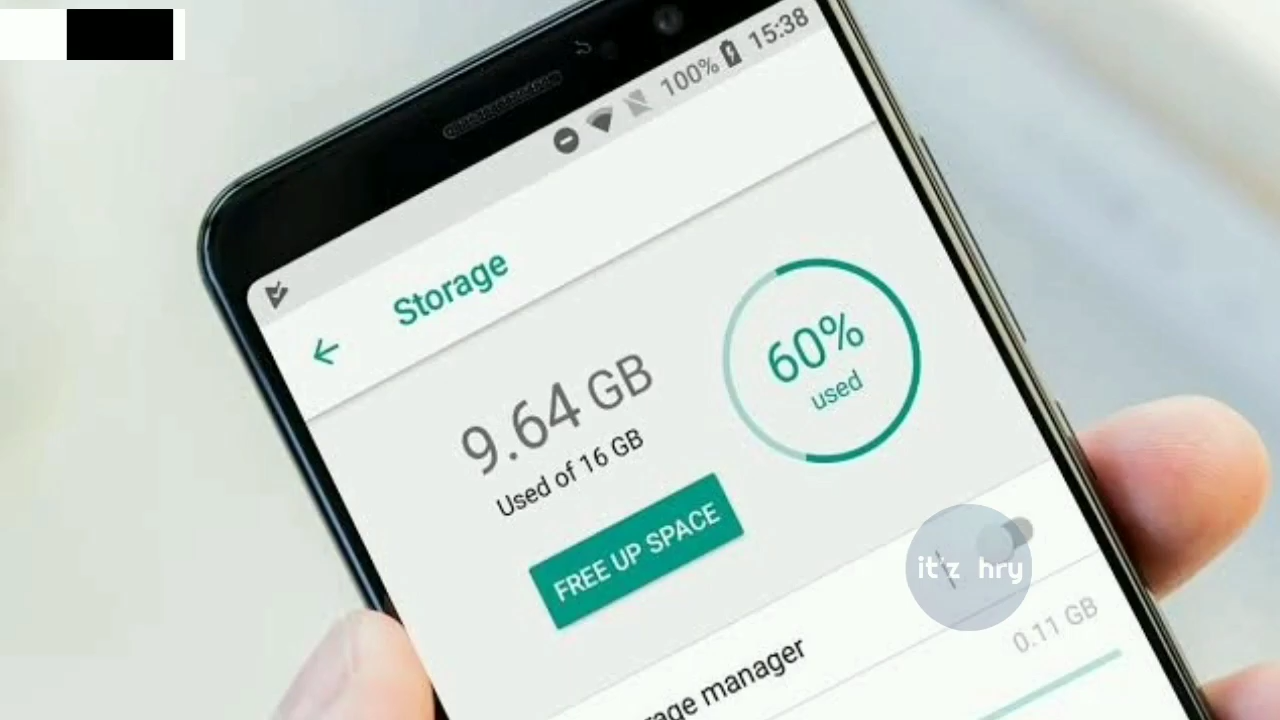 100% 15:38
Storage
9.64 GB
Used of 16 GB
60%
used
FREE UP SPACE
it'z hry
manager
0.11 GB